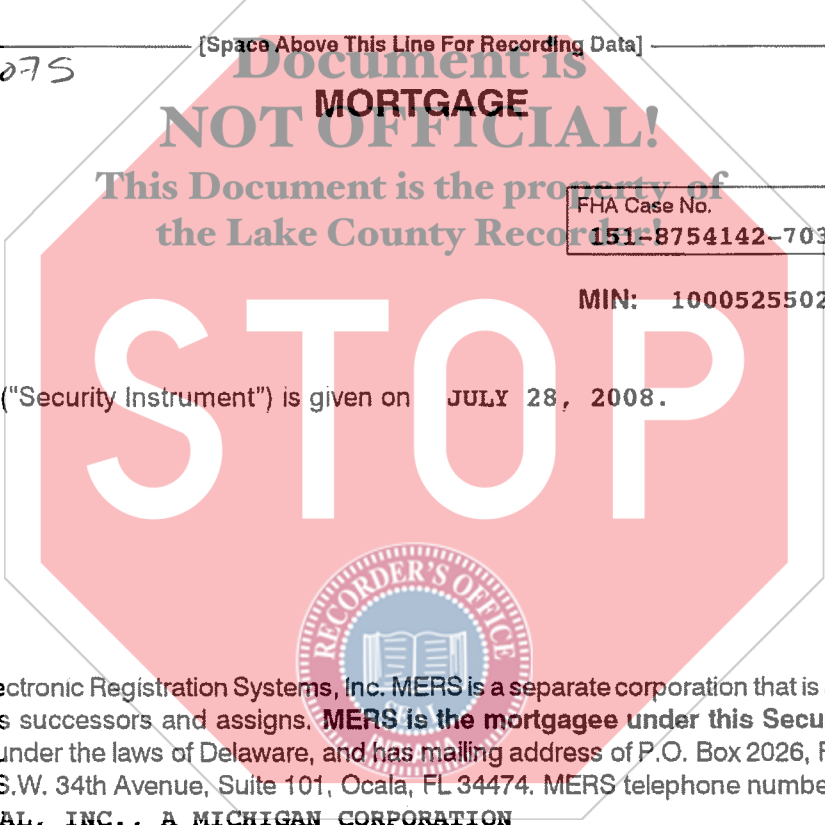 [Space Above This Line For Recording Data]
075
Document is
MORTGAGE
NOT OFFICIAL!
This Document is the property of
the Lake County Recorder!
FHA Case No.
151-8754142-703
MIN: 1000525502
STOP
("Security Instrument") is given on JULY 28, 2008.
RECORDER'S OFFICE
SEAL
ectronic Registration Systems, Inc. MERS is a separate corporation that is
s successors and assigns. MERS is the mortgagee under this Secu
under the laws of Delaware, and has mailing address of P.O. Box 2026, F
S.W. 34th Avenue, Suite 101, Ocala, FL 34474. MERS telephone numbe
AL, INC., A MICHIGAN CORPORATION